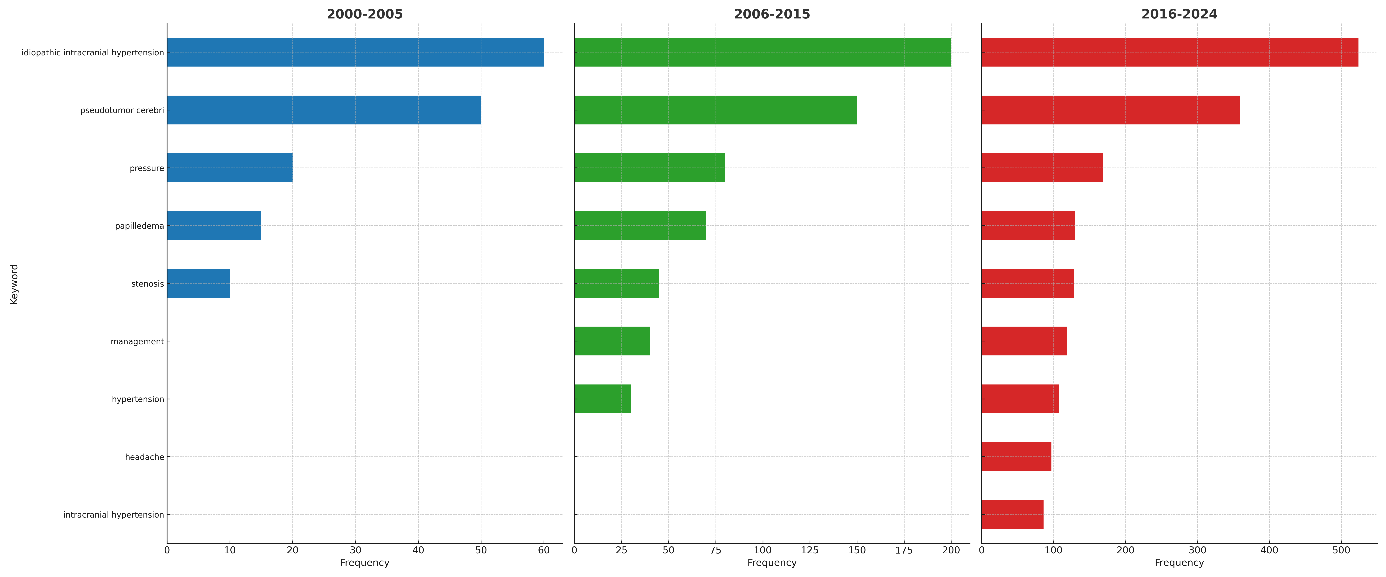 2000-2005
2006-2015
2016-2024
Keyword
idiopathic intracranial hypertension
pseudotumor cerebri
pressure
papilledema
stenosis
management
hypertension
headache
intracranial hypertension
0 10 20 30 40 50 60
Frequency
0 25 50 75 100 125 150 175 200
Frequency
0 100 200 300 400 500
Frequency